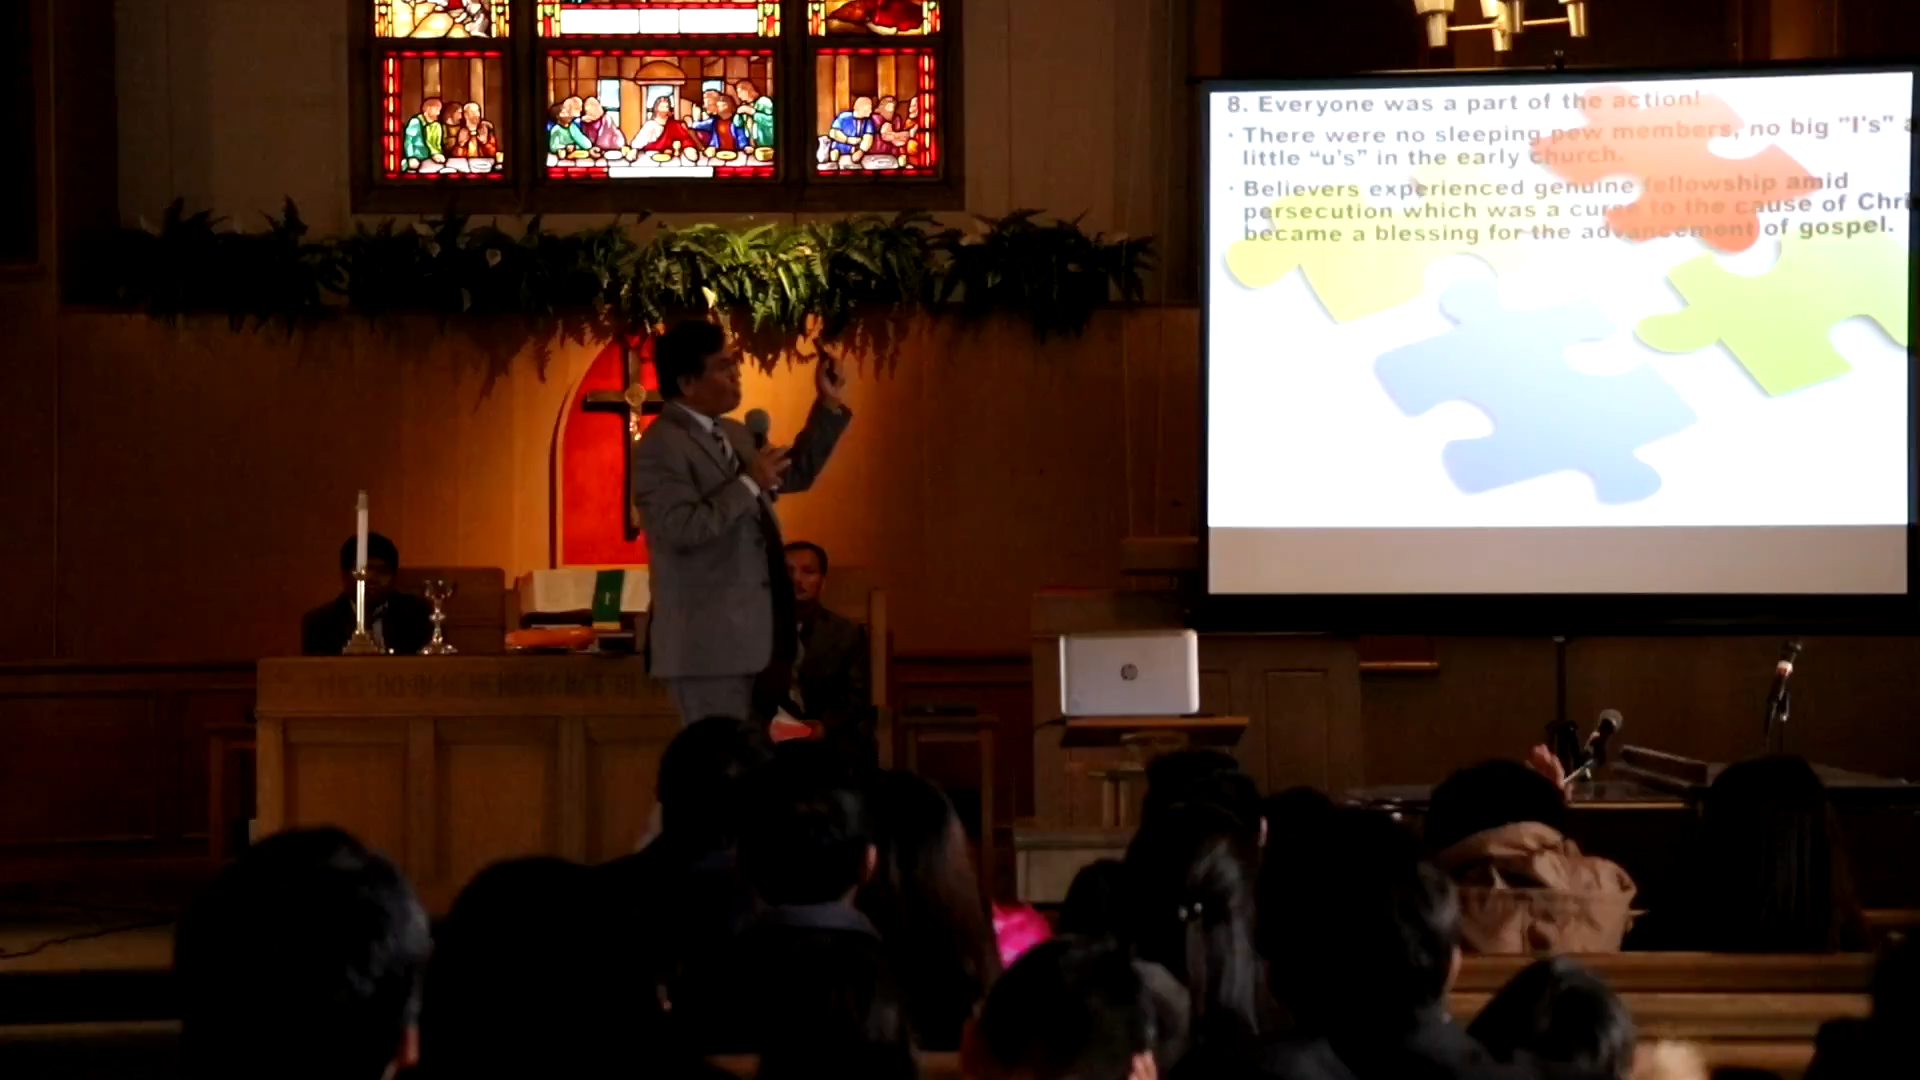 8. Everyone was a part of the action!
· There were no sleeping pew members, no big "I's"
little “u's” in the early church.
· Believers experienced genuine fellowship amid
persecution which was a curse to the cause of
became a blessing for the advancement of gospel.
hp